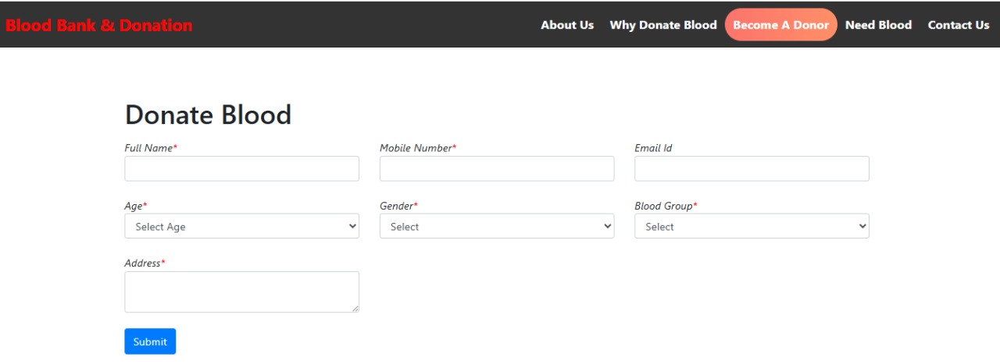 Blood Bank & Donation
About Us Why Donate Blood Become A Donor Need Blood Contact Us
Donate Blood
Full Name* Mobile Number* Email Id
Age* Gender* Blood Group*
Select Age Select Select
Address*
Submit